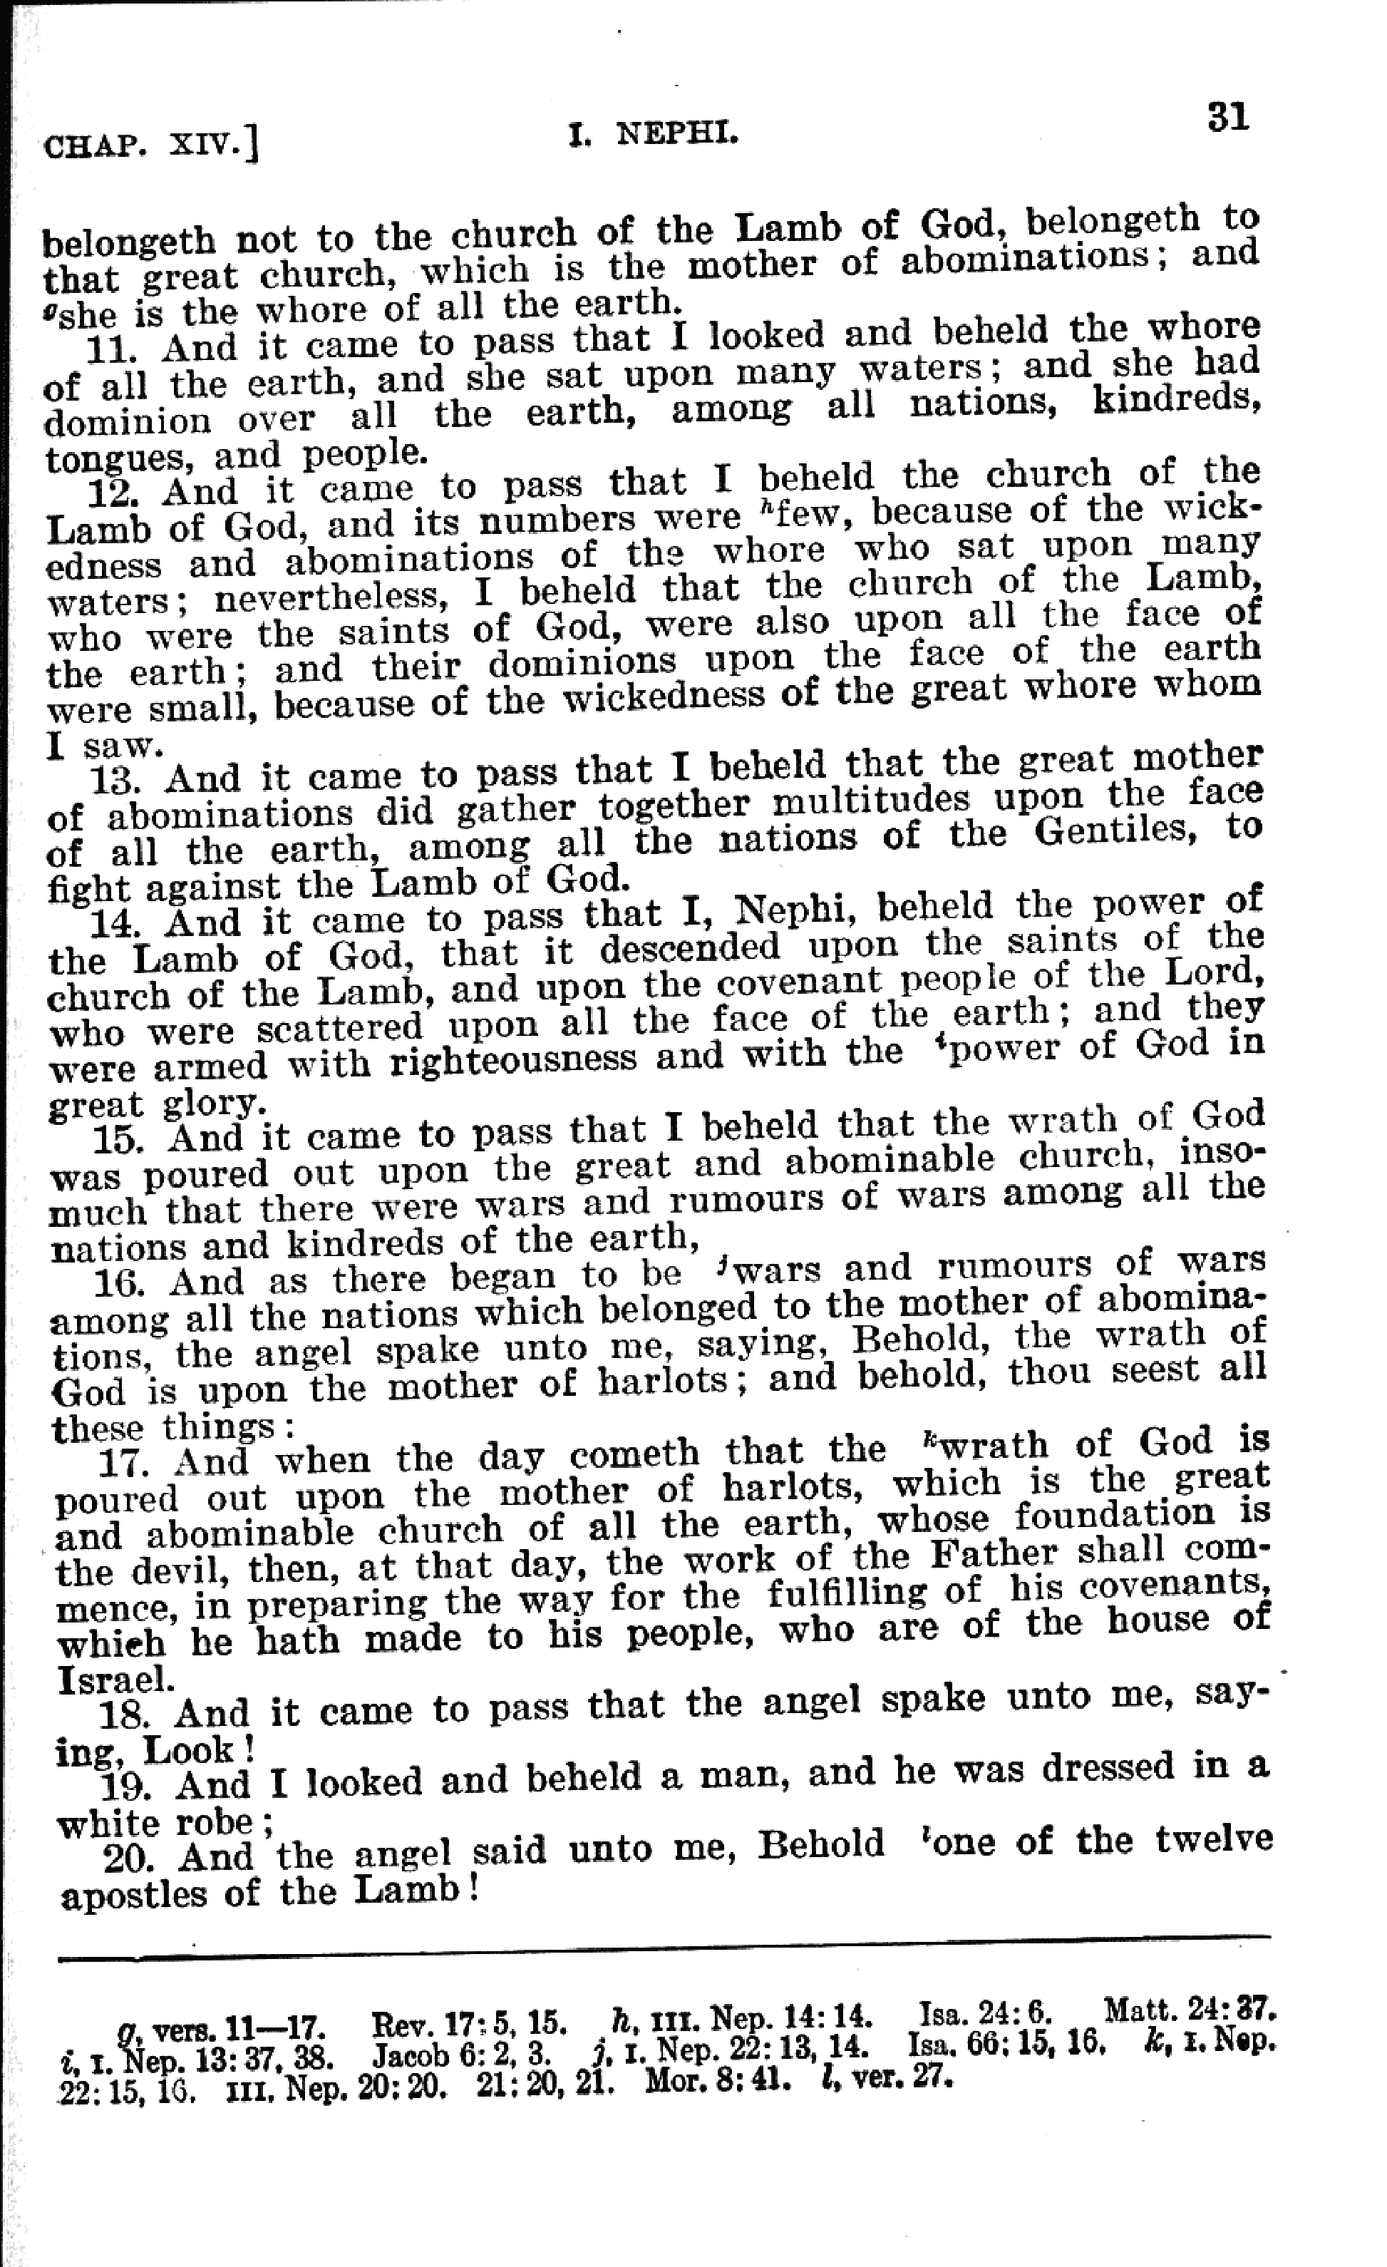 CHAP. XIV.] I. NEPHI. 31
belongeth not to the church of the Lamb of God, belongeth to
that great church, which is the mother of abominations; and
gshe is the whore of all the earth.
11. And it came to pass that I looked and beheld the whore
of all the earth, and she sat upon many waters; and she had
dominion over all the earth, among all nations, kindreds,
tongues, and people.
12. And it came to pass that I beheld the church of the
Lamb of God, and its numbers were hfew, because of the wick-
edness and abominations of the whore who sat upon many
waters; nevertheless, I beheld that the church of the Lamb,
who were the saints of God, were also upon all the face of
the earth; and their dominions upon the face of the earth
were small, because of the wickedness of the great whore whom
I saw.
13. And it came to pass that I beheld that the great mother
of abominations did gather together multitudes upon the face
of all the earth, among all the nations of the Gentiles, to
fight against the Lamb of God.
14. And it came to pass that I, Nephi, beheld the power of
the Lamb of God, that it descended upon the saints of the
church of the Lamb, and upon the covenant people of the Lord,
who were scattered upon all the face of the earth; and they
were armed with righteousness and with the ipower of God in
great glory.
15. And it came to pass that I beheld that the wrath of God
was poured out upon the great and abominable church, inso-
much that there were wars and rumours of wars among all the
nations and kindreds of the earth,
16. And as there began to be jwars and rumours of wars
among all the nations which belonged to the mother of abomina-
tions, the angel spake unto me, saying, Behold, the wrath of
God is upon the mother of harlots; and behold, thou seest all
these things:
17. And when the day cometh that the kwrath of God is
poured out upon the mother of harlots, which is the great
and abominable church of all the earth, whose foundation is
the devil, then, at that day, the work of the Father shall com-
mence, in preparing the way for the fulfilling of his covenants,
which he hath made to his people, who are of the house of
Israel.
18. And it came to pass that the angel spake unto me, say-
ing, Look!
19. And I looked and beheld a man, and he was dressed in a
white robe;
20. And the angel said unto me, Behold lone of the twelve
apostles of the Lamb!
g, vers. 11—17. Rev. 17:5, 15. h, III. Nep. 14:14. Isa. 24:6. Matt. 24:37.
i, I. Nep. 13:37, 38. Jacob 6:2, 3. j, I. Nep. 22:13, 14. Isa. 66:15, 16. k, I. Nep.
22:15, 16. III. Nep. 20:20. 21:20, 21. Mor. 8:41. l, ver. 27.